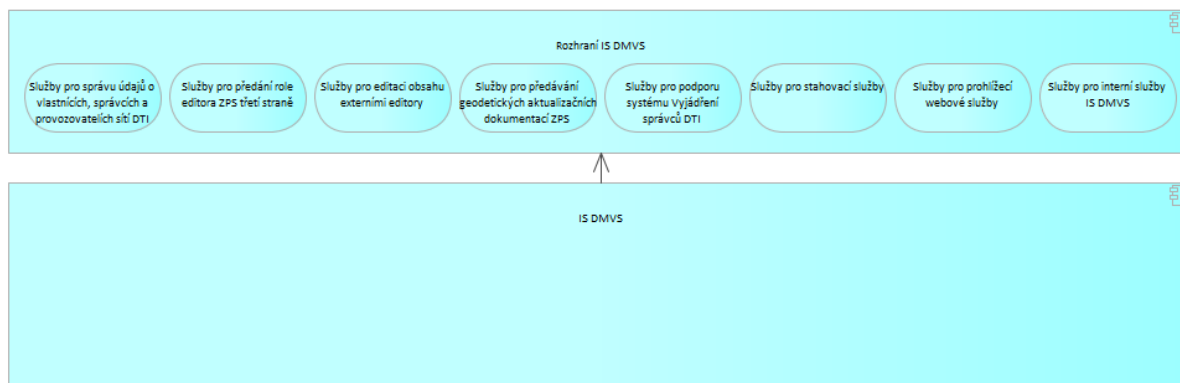 Rozhraní IS DMVS
Služby pro správu údajů o
vlastnících, správcích a
provozovatelích sítí DTI
Služby pro předání role
editora ZPS třetí straně
Služby pro editaci obsahu
externími editory
Služby pro předávání
geodetických aktualizačních
dokumentací ZPS
Služby pro podporu
systému Vyjádření
správců DTI
Služby pro stahovací služby
Služby pro prohlížecí
webové služby
Služby pro interní služby
IS DMVS
IS DMVS